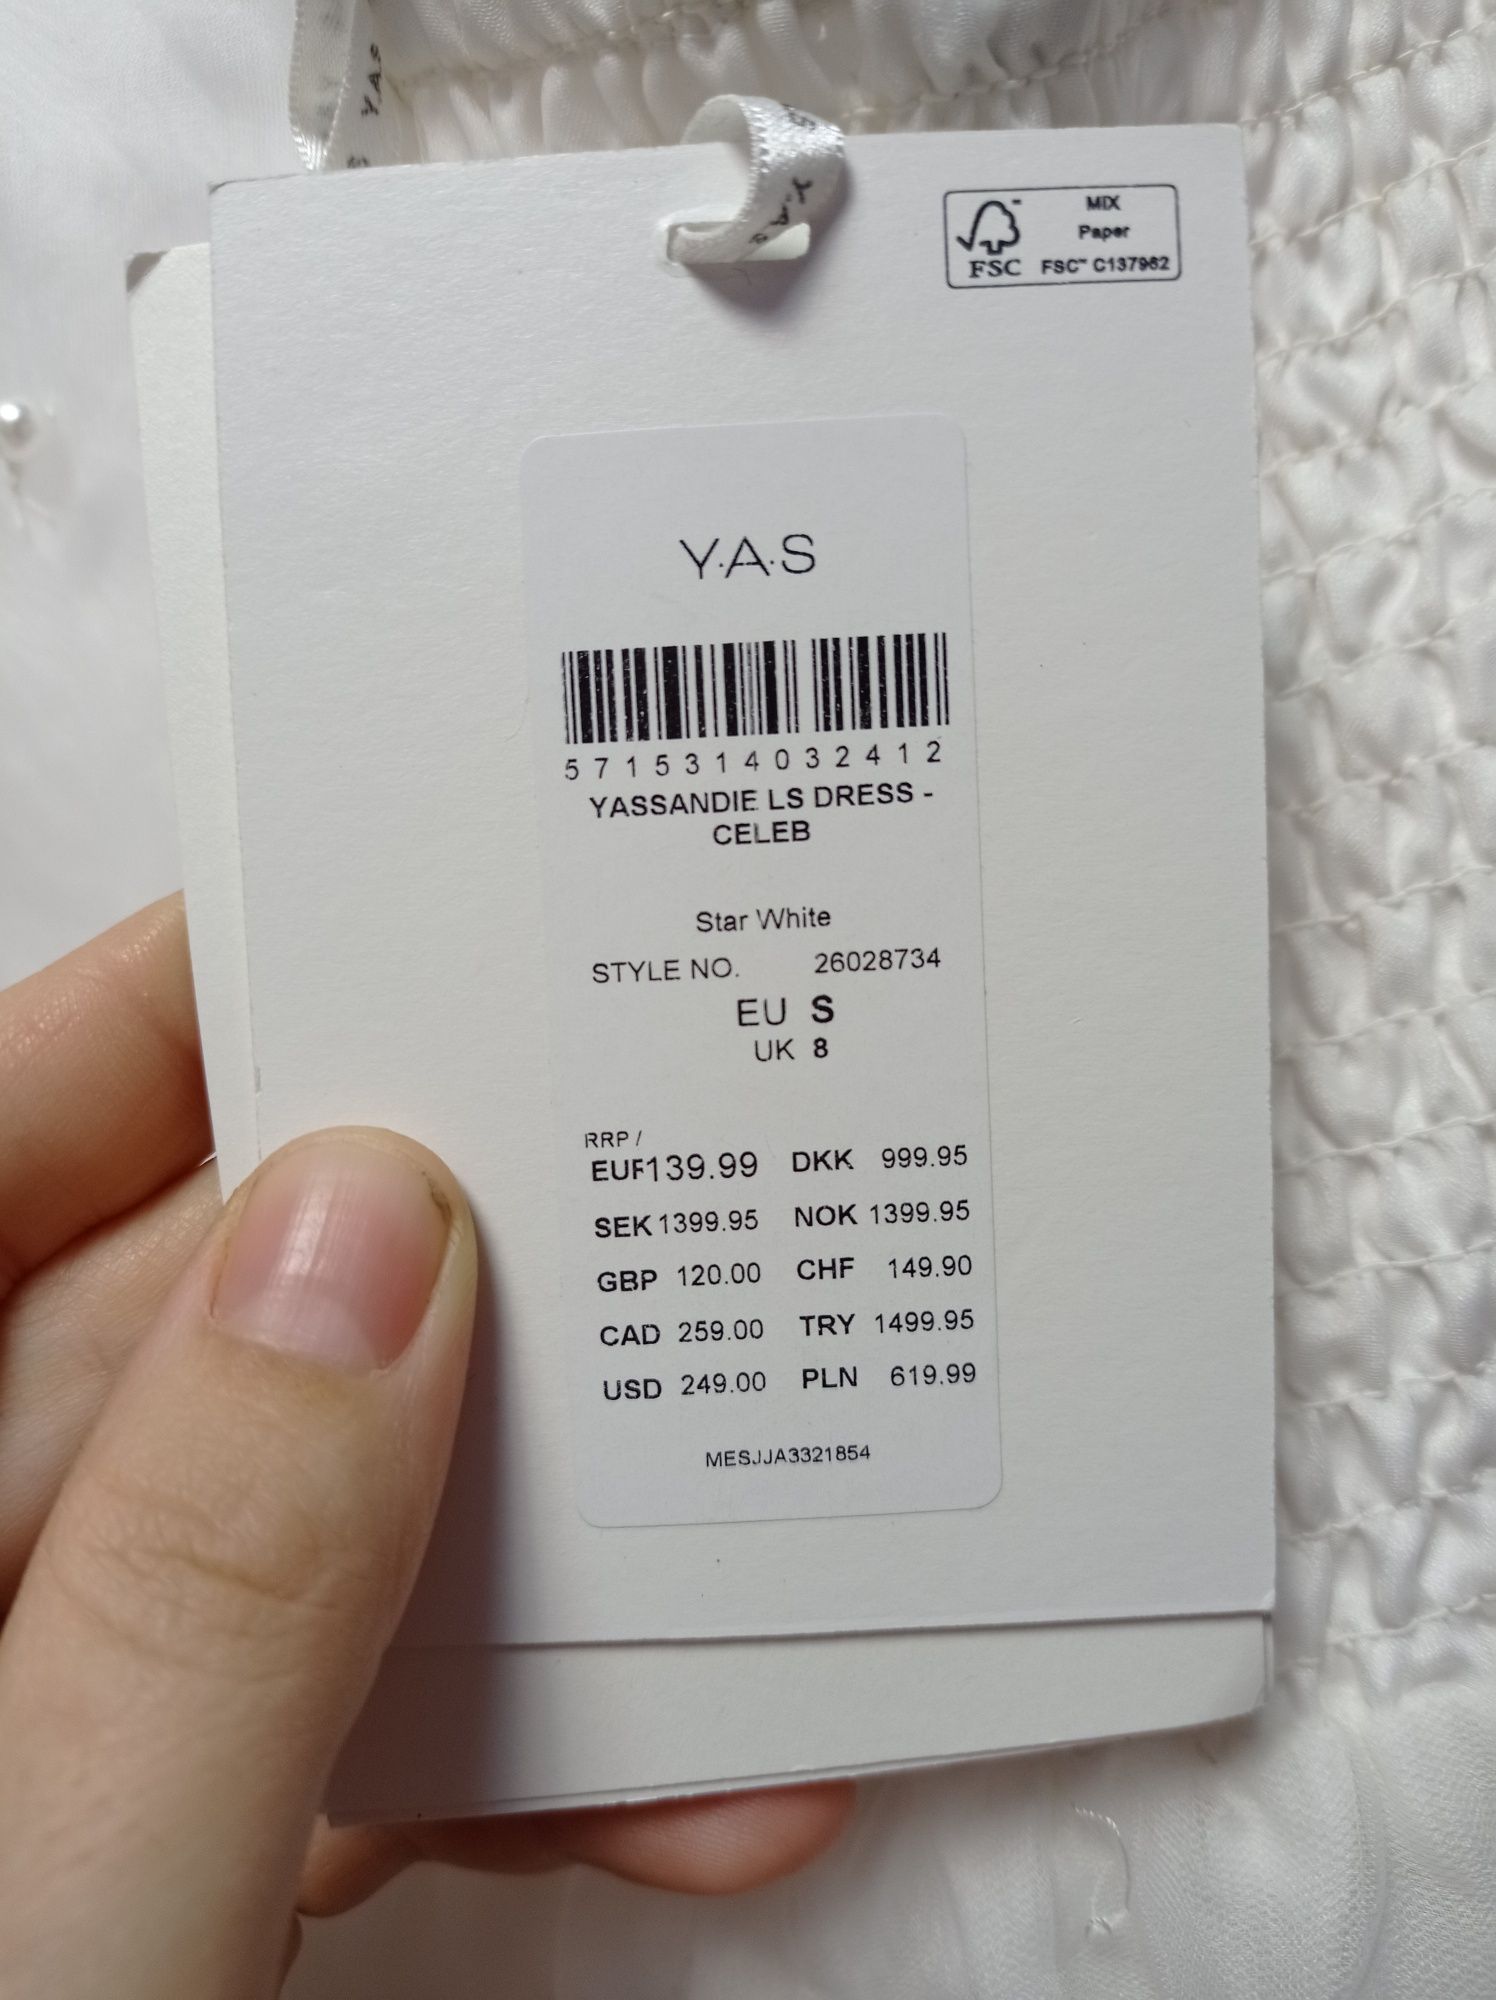 Y.A.S
MIX
Paper
FSC FSC™ C137962
Y.A.S
5715314032412
YASSANDIE LS DRESS -
CELEB
Star White
STYLE NO. 26028734
EU S
UK 8
RRP /
EUR139.99 DKK 999.95
SEK 1399.95 NOK 1399.95
GBP 120.00 CHF 149.90
CAD 259.00 TRY 1499.95
USD 249.00 PLN 619.99
MESJJA3321854